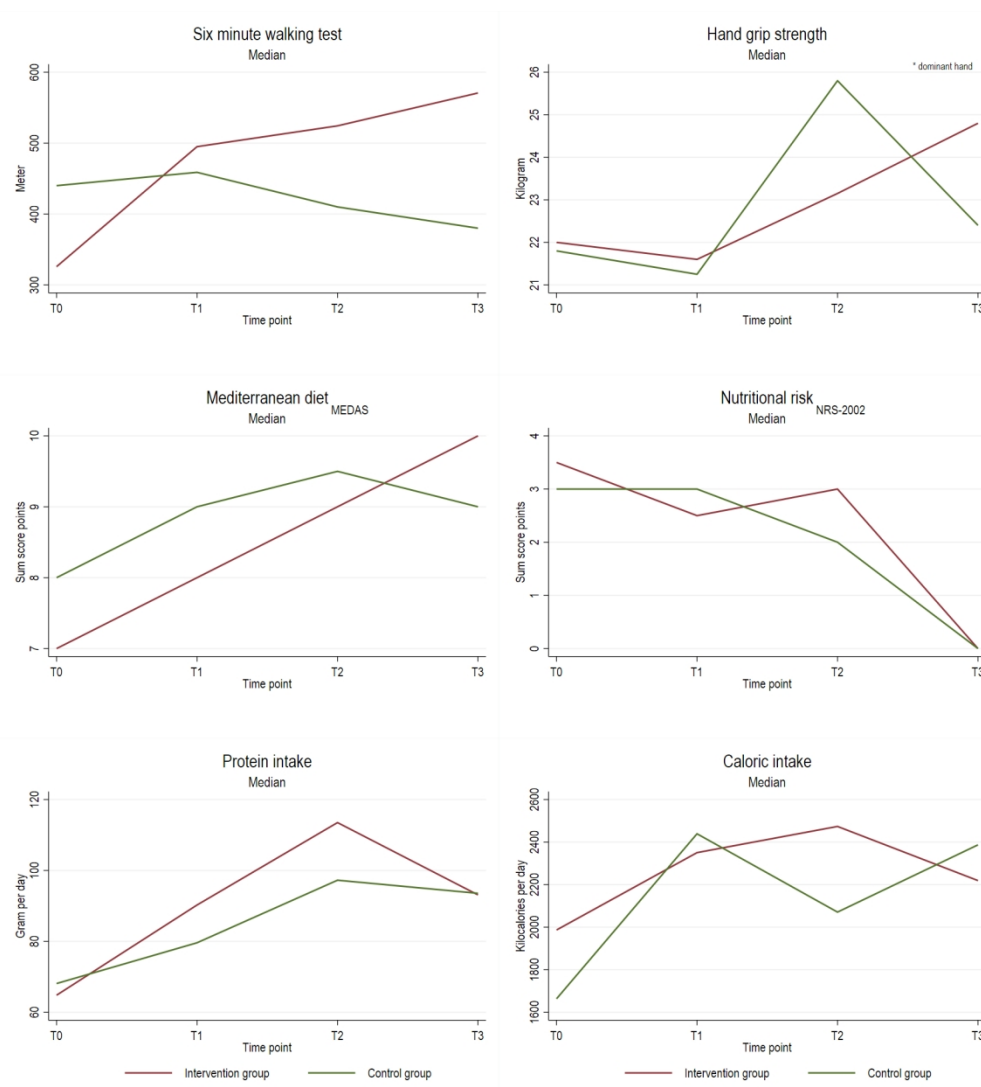 Six minute walking test
Median
600
500
400
300
Meter
T0 T1 T2 T3
Time point
Hand grip strength
Median
* dominant hand
26
25
24
23
22
21
Kilogram
T0 T1 T2 T3
Time point
Mediterranean diet MEDAS
Median
10
9
8
7
Sum score points
T0 T1 T2 T3
Time point
Nutritional risk NRS-2002
Median
4
3
2
1
0
Sum score points
T0 T1 T2 T3
Time point
Protein intake
Median
120
100
80
60
Gram per day
T0 T1 T2 T3
Time point
Intervention group Control group
Caloric intake
Median
2600
2400
2200
2000
1800
1600
Kilocalories per day
T0 T1 T2 T3
Time point
Intervention group Control group